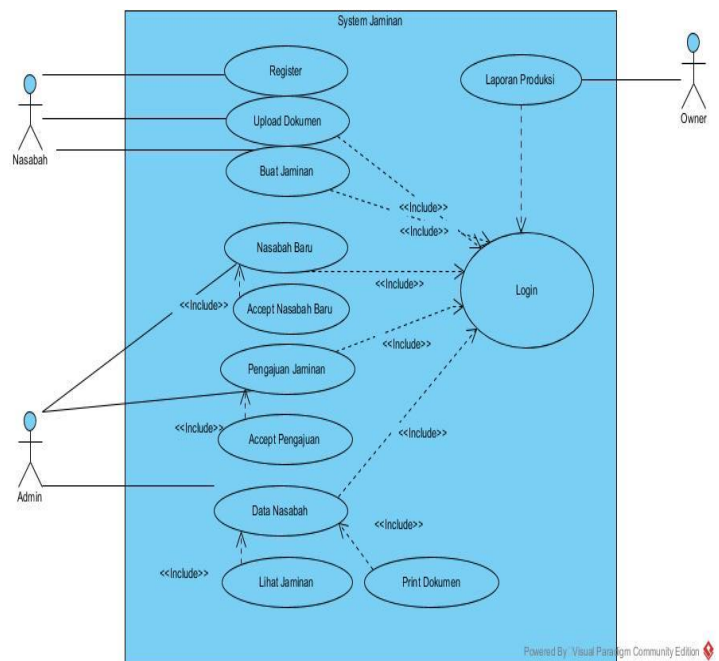 System Jaminan
Register
Laporan Produksi
Owner
Upload Dokumen
Nasabah
Buat Jaminan
<<Include>>
<<Include>>
Nasabah Baru
<<Include>>
Login
<<Include>>
Accept Nasabah Baru
<<Include>>
Pengajuan Jaminan
<<Include>>
Accept Pengajuan
<<Include>>
Admin
Data Nasabah
<<Include>>
<<Include>>
Lihat Jaminan
Print Dokumen
Powered By Visual Paradigm Community Edition